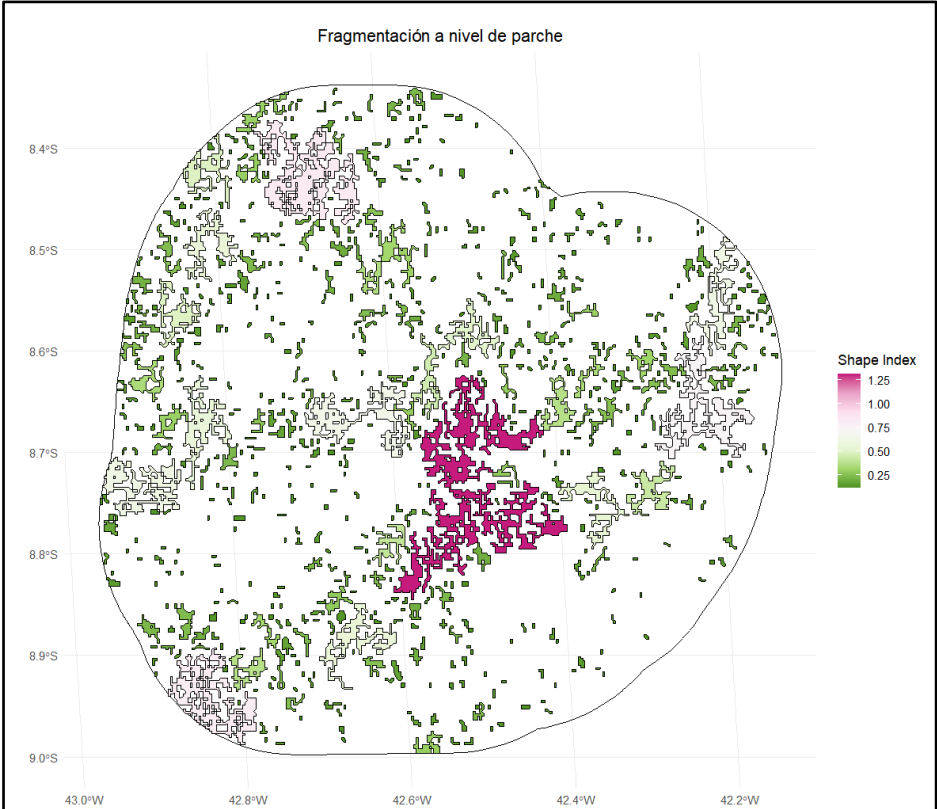 Fragmentación a nivel de parche
8.4°S
8.5°S
8.6°S
8.7°S
8.8°S
8.9°S
9.0°S
43.0°W
42.8°W
42.6°W
42.4°W
42.2°W
Shape Index
1.25
1.00
0.75
0.50
0.25